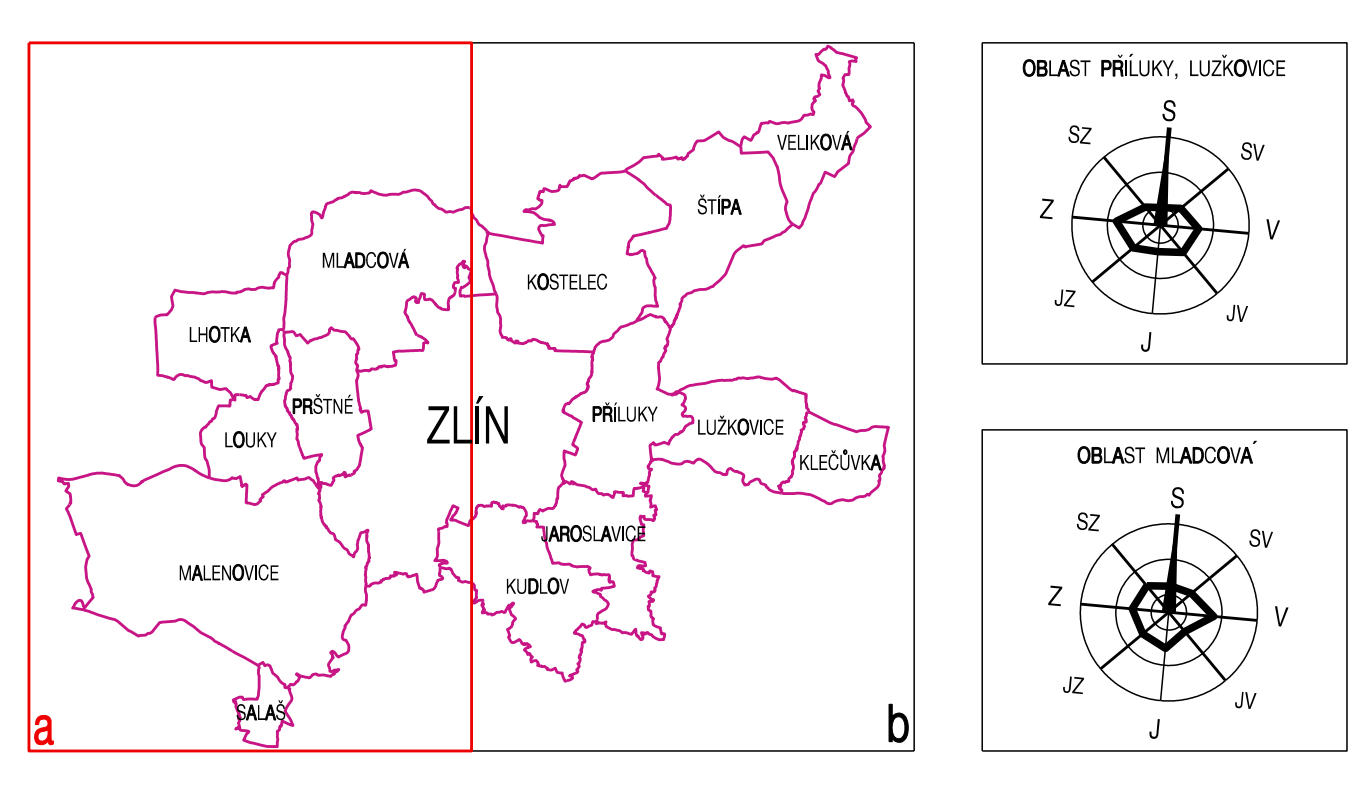 VELIKOVÁ
ŠTÍPA
MLADCOVÁ
KOSTELEC
LHOTKA
PRŠTNÉ
PŘÍLUKY
ZLÍN
LUŽKOVICE
LOUKY
KLEČŮVKA
JAROSLAVICE
MALENOVICE
KUDLOV
SALAŠ
a
b
OBLAST PŘÍLUKY, LUZŘKOVICE
S
SZ
SV
Z
V
JZ
JV
J
OBLAST MLADCOVÁ
S
SZ
SV
Z
V
JZ
JV
J